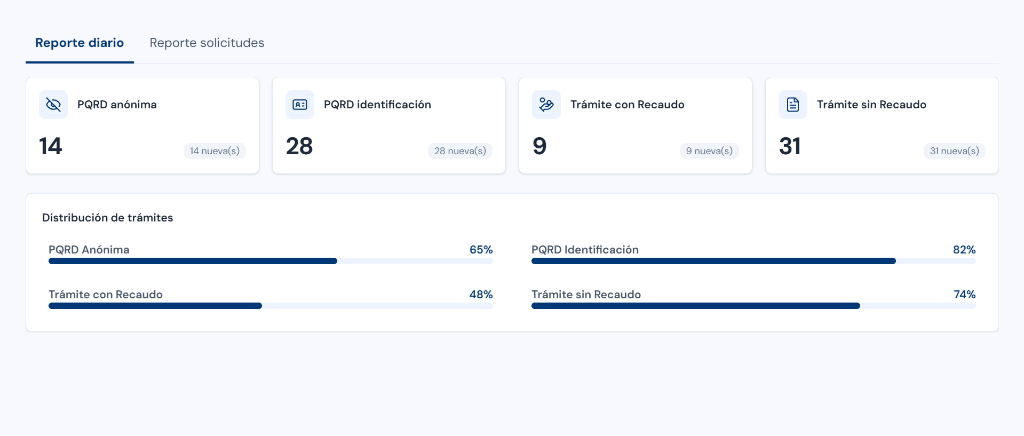 Reporte diario Reporte solicitudes
PQRD anónima
14
14 nueva(s)
PQRD identificación
28
28 nueva(s)
Trámite con Recaudo
9
9 nueva(s)
Trámite sin Recaudo
31
31 nueva(s)
Distribución de trámites
PQRD Anónima 65%
PQRD Identificación 82%
Trámite con Recaudo 48%
Trámite sin Recaudo 74%